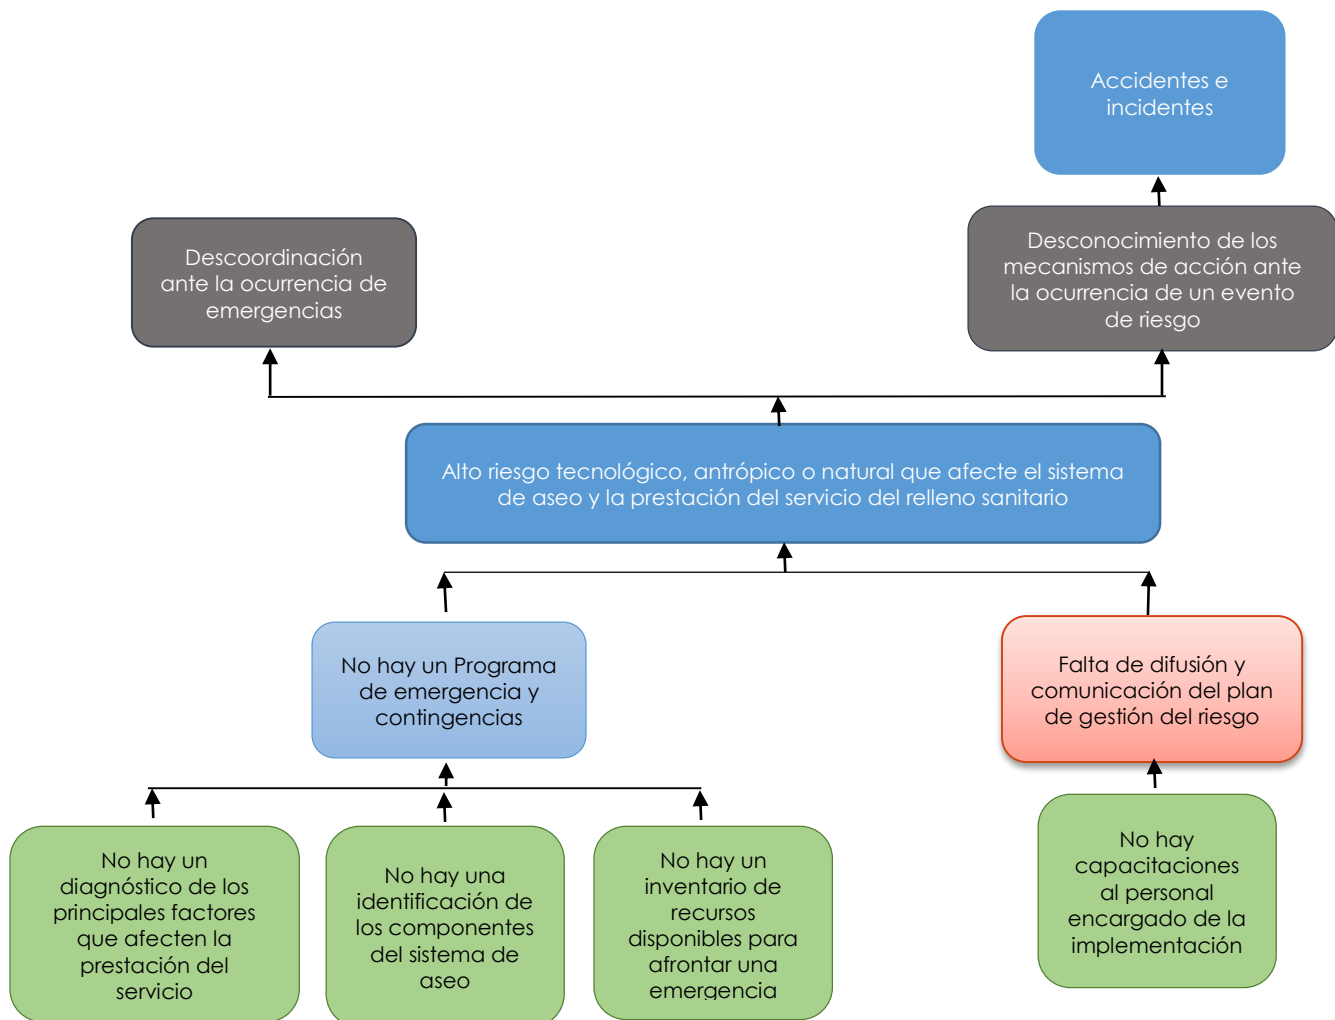 Accidentes e
incidentes
Descoordinación
ante la ocurrencia de
emergencias
Desconocimiento de los
mecanismos de acción ante
la ocurrencia de un evento
de riesgo
Alto riesgo tecnológico, antrópico o natural que afecte el sistema
de aseo y la prestación del servicio del relleno sanitario
No hay un Programa
de emergencia y
contingencias
Falta de difusión y
comunicación del plan
de gestión del riesgo
No hay un
diagnóstico de los
principales factores
que afecten la
prestación del
servicio
No hay una
identificación de
los componentes
del sistema de
aseo
No hay un
inventario de
recursos
disponibles para
afrontar una
emergencia
No hay
capacitaciones
al personal
encargado de la
implementación